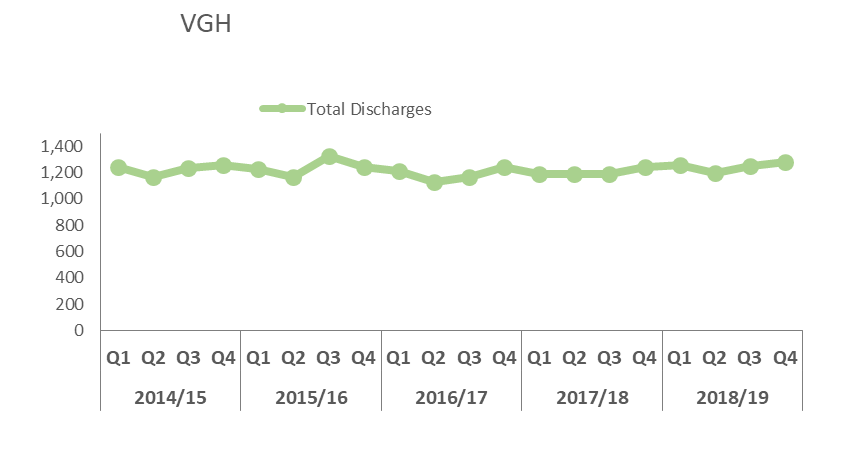 VGH
Total Discharges
1,400
1,200
1,000
800
600
400
200
0
Q1 Q2 Q3 Q4 Q1 Q2 Q3 Q4 Q1 Q2 Q3 Q4 Q1 Q2 Q3 Q4 Q1 Q2 Q3 Q4
2014/15 2015/16 2016/17 2017/18 2018/19